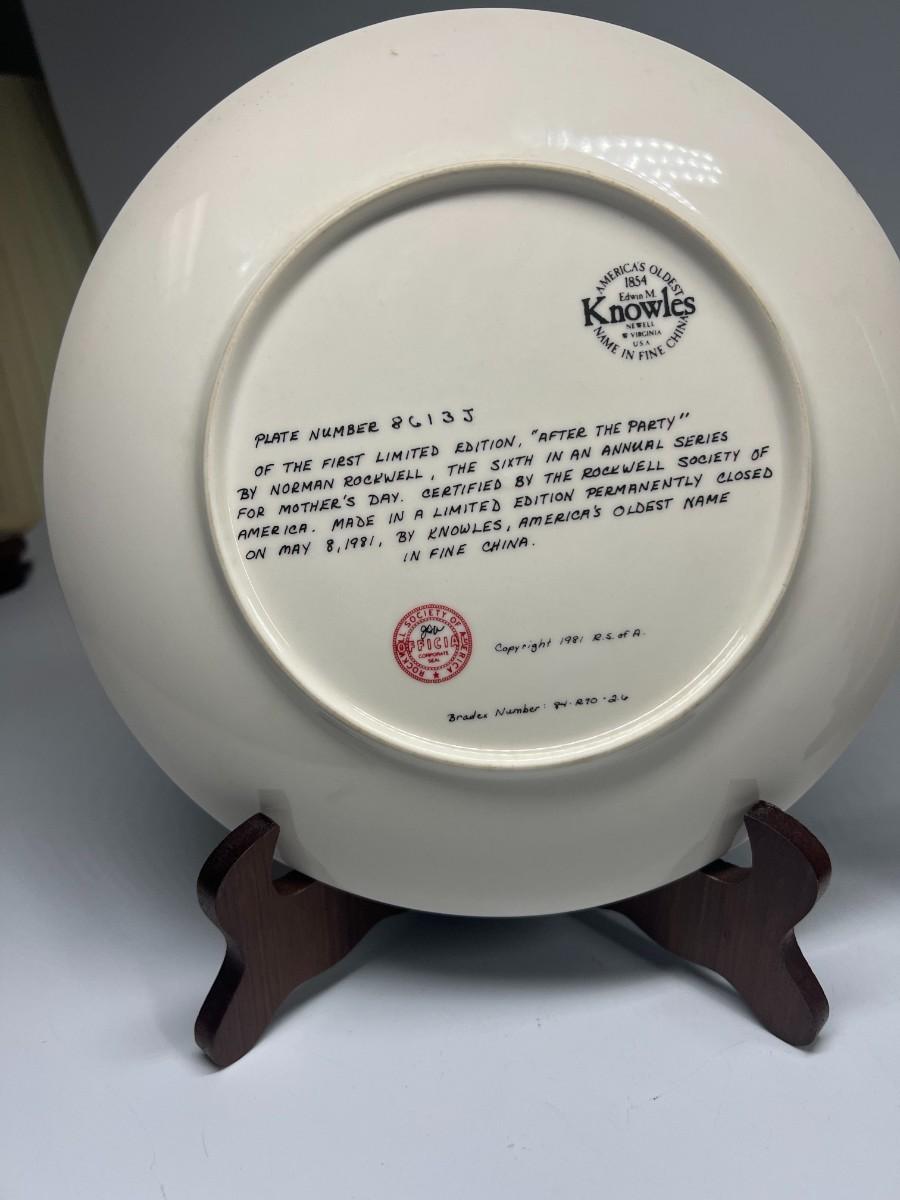 AMERICA'S OLDEST
1854
Edwin M.
Knowles
NEWELL
W VIRGINIA
USA
NAME IN FINE CHINA
PLATE NUMBER 8613J
OF THE FIRST LIMITED EDITION, "AFTER THE PARTY"
BY NORMAN ROCKWELL, THE SIXTH IN AN ANNUAL SERIES
FOR MOTHER'S DAY. CERTIFIED BY THE ROCKWELL SOCIETY OF
AMERICA. MADE IN A LIMITED EDITION PERMANENTLY CLOSED
ON MAY 8, 1981, BY KNOWLES, AMERICA'S OLDEST NAME
IN FINE CHINA.
ROCKWELL SOCIETY OF AMERICA
OFFICIAL
CORPORATE
SEAL
Copyright 1981 R.S. of A.
Bradex Number: 84-R70-2.6